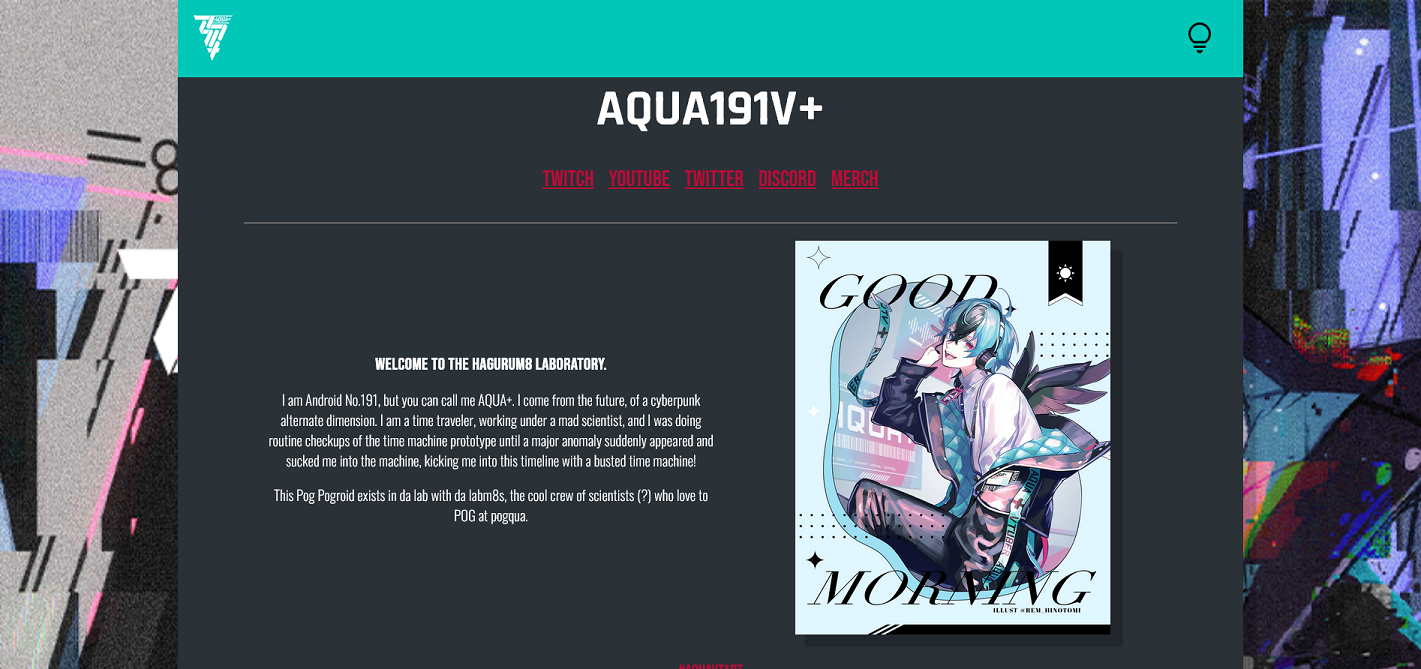 AQUA+
AQUA191V+
TWITCH YOUTUBE TWITTER DISCORD MERCH
WELCOME TO THE HAGURUM8 LABORATORY.
I am Android No.191, but you can call me AQUA+. I come from the future, of a cyberpunk
alternate dimension. I am a time traveler, working under a mad scientist, and I was doing
routine checkups of the time machine prototype until a major anomaly suddenly appeared and
sucked me into the machine, kicking me into this timeline with a busted time machine!
This Pog Pogroid exists in da lab with da labm8s, the cool crew of scientists (?) who love to
POG at pogqua.
GOOD
MORNING
ILLUST @REM_HINOTOMI